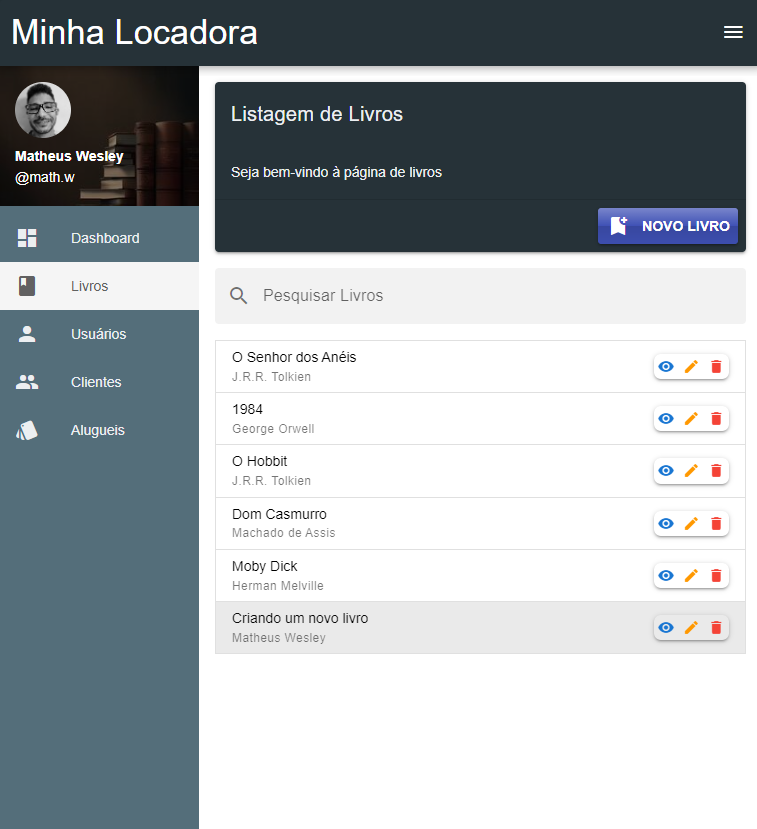 Minha Locadora
Matheus Wesley
@math.w
Dashboard
Livros
Usuários
Clientes
Alugueis
Listagem de Livros
Seja bem-vindo à página de livros
NOVO LIVRO
Pesquisar Livros
O Senhor dos Anéis
J.R.R. Tolkien
1984
George Orwell
O Hobbit
J.R.R. Tolkien
Dom Casmurro
Machado de Assis
Moby Dick
Herman Melville
Criando um novo livro
Matheus Wesley